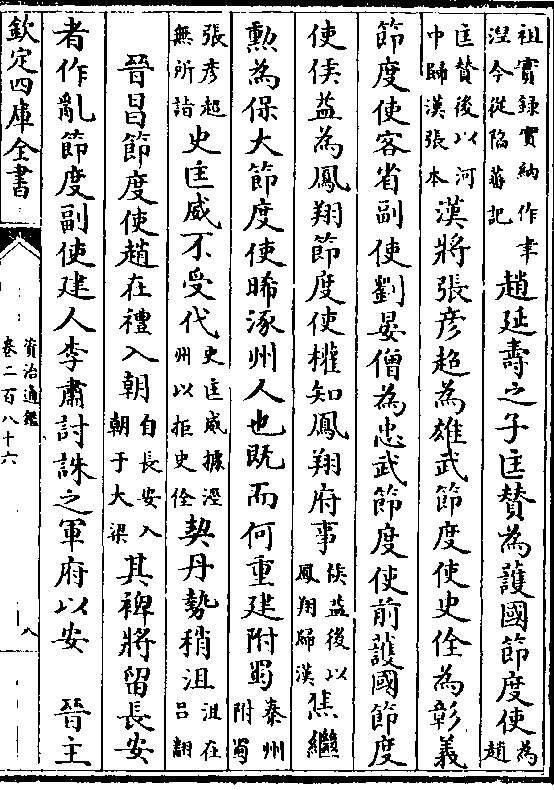 祖實錄實納作聿
涅今從陷蕃記
趙延壽之子匡贊為護國節度使
為趙
匡贊後以河
中歸漢張本
漢將張彦超為雄武節度使史佺為彰義
節度使客省副使劉晏僧為忠武節度使前護國節度
使侯益為鳳翔節度使權知鳳翔府事
侯益後以
鳳翔歸漢
焦繼
勲為保大節度使晞涿州人也既而何重建附蜀
秦州
附蜀
張彦超
無所詣
史匡威不受代
史匡威據涇
州以拒史佺
契丹勢稍沮
沮在
呂翻
晉昌節度使趙在禮入朝
自長安入
朝于大梁
其裨將留長安
者作亂節度副使建人李肅討誅之軍府以安
晉主
欽定四庫全書
資治通鑑
卷二百八十六
八